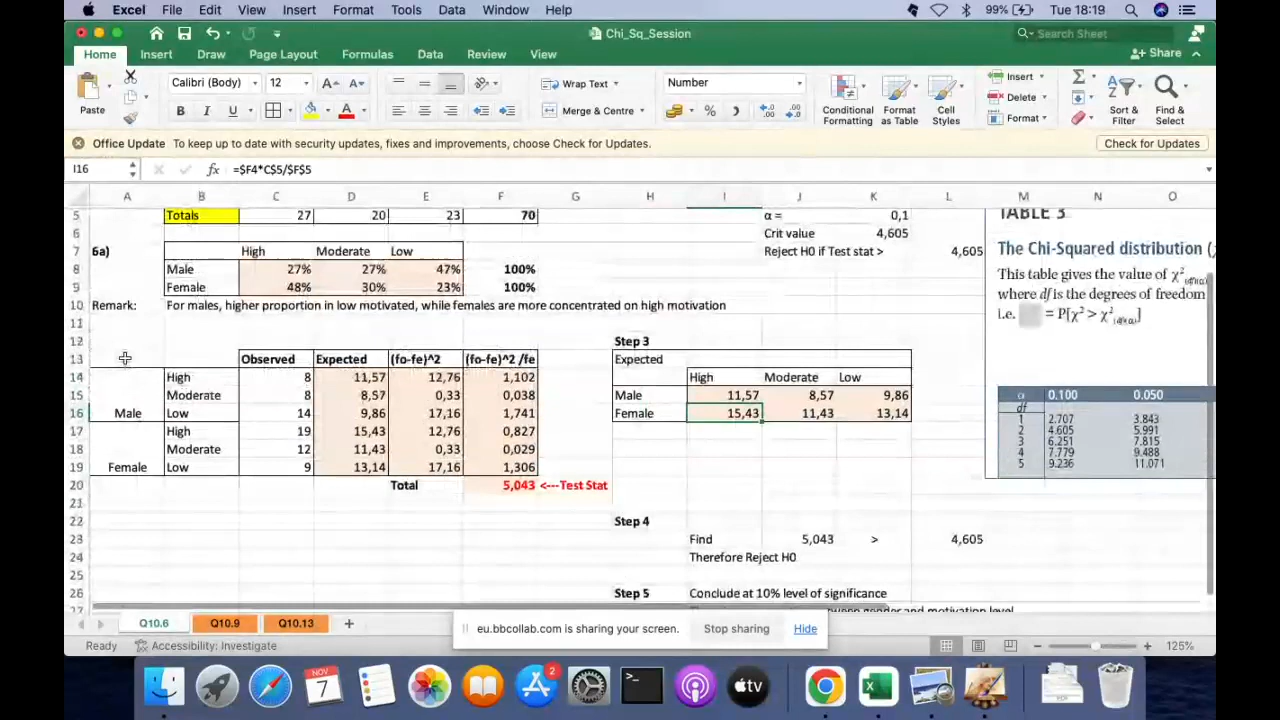 Excel File Edit View Insert Format Tools Data Window Help 99% Tue 18:19
Chi_Sq_Session
Search Sheet
Home Insert Draw Page Layout Formulas Data Review View Share
Paste
Calibri (Body) 12
B I U
Wrap Text
Merge & Centre
Number
Conditional Formatting
Format as Table
Cell Styles
Insert
Delete
Format
Sort & Filter
Find & Select
Office Update To keep up to date with security updates, fixes and improvements, choose Check for Updates. Check for Updates
I16 fx =$F4*C$5/$F$5
A B C D E F G H I J K L M N O
5 Totals 27 20 23 70 α = 0,1
6 Crit value 4,605
7 6a) High Moderate Low Reject H0 if Test stat > 4,605
8 Male 27% 27% 47% 100%
9 Female 48% 30% 23% 100%
10 Remark: For males, higher proportion in low motivated, while females are more concentrated on high motivation
11
12 Step 3
13 Observed Expected (fo-fe)^2 (fo-fe)^2 /fe Expected
14 High 8 11,57 12,76 1,102 High Moderate Low
15 Moderate 8 8,57 0,33 0,038 Male 11,57 8,57 9,86
16 Male Low 14 9,86 17,16 1,741 Female 15,43 11,43 13,14
17 High 19 15,43 12,76 0,827
18 Moderate 12 11,43 0,33 0,029
19 Female Low 9 13,14 17,16 1,306
20 Total 5,043 <---Test Stat
21
22 Step 4
23 Find 5,043 > 4,605
24 Therefore Reject H0
25
26 Step 5 Conclude at 10% level of significance
27
TABLE 3
The Chi-Squared distribution (
This table gives the value of χ²(df)(α)
where df is the degrees of freedom
i.e. = P[χ² > χ²(df)(α)]
α 0.100 0.050
df
1 2.707 3.843
2 4.605 5.991
3 6.251 7.815
4 7.779 9.488
5 9.236 11.071
Q10.6 Q10.9 Q10.13 +
eu.bbcollab.com is sharing your screen. Stop sharing Hide
Ready Accessibility: Investigate 125%
NOV
7
2
tv